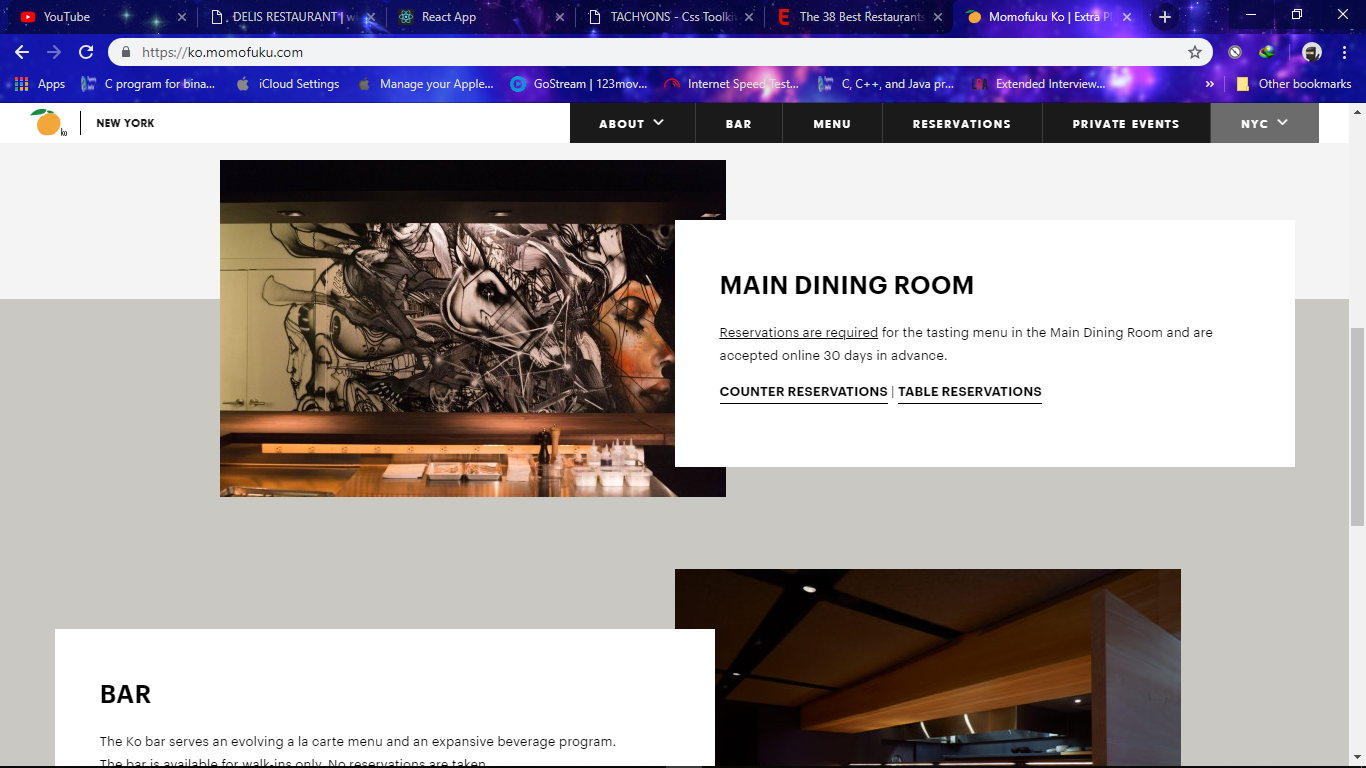 YouTube
DELIS RESTAURANT | w
React App
TACHYONS - Css Toolki
The 38 Best Restaurants
Momofuku Ko | Extra Pl
https://ko.momofuku.com
Apps
C program for bina...
iCloud Settings
Manage your Apple...
GoStream | 123mov...
Internet Speed Test...
C, C++, and Java pr...
Extended Interview...
»
Other bookmarks
ko
NEW YORK
ABOUT
BAR
MENU
RESERVATIONS
PRIVATE EVENTS
NYC
MAIN DINING ROOM
Reservations are required for the tasting menu in the Main Dining Room and are
accepted online 30 days in advance.
COUNTER RESERVATIONS | TABLE RESERVATIONS
BAR
The Ko bar serves an evolving a la carte menu and an expansive beverage program.
The bar is available for walk-ins only. No reservations are taken.